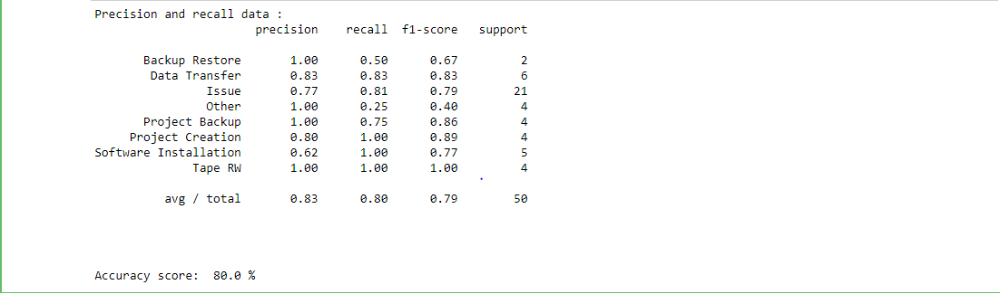 Precision and recall data :
precision recall f1-score support
Backup Restore 1.00 0.50 0.67 2
Data Transfer 0.83 0.83 0.83 6
Issue 0.77 0.81 0.79 21
Other 1.00 0.25 0.40 4
Project Backup 1.00 0.75 0.86 4
Project Creation 0.80 1.00 0.89 4
Software Installation 0.62 1.00 0.77 5
Tape RW 1.00 1.00 1.00 4
avg / total 0.83 0.80 0.79 50
Accuracy score: 80.0 %